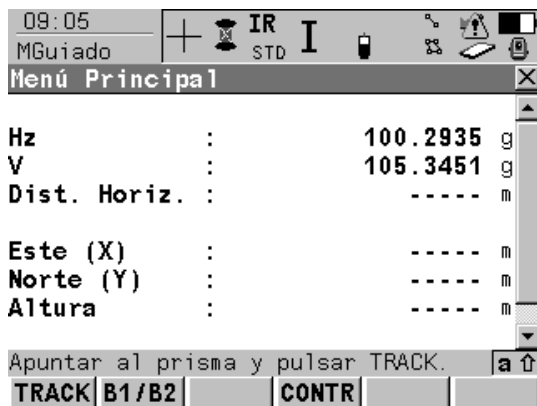 09:05
MGuiado
IR
STD
I
Menú Principal
Hz : 100.2935 g
V : 105.3451 g
Dist. Horiz. : ----- m
Este (X) : ----- m
Norte (Y) : ----- m
Altura : ----- m
Apuntar al prisma y pulsar TRACK. a
TRACK B1/B2 CONTR